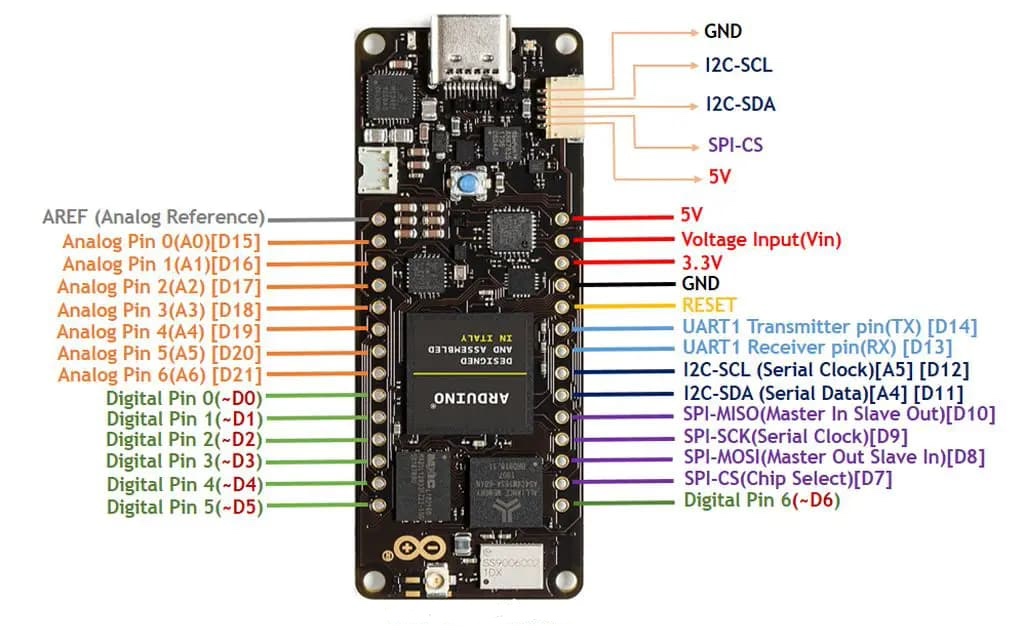 GND
I2C-SCL
I2C-SDA
SPI-CS
5V
AREF (Analog Reference)
Analog Pin 0(A0)[D15]
Analog Pin 1(A1)[D16]
Analog Pin 2(A2) [D17]
Analog Pin 3(A3) [D18]
Analog Pin 4(A4) [D19]
Analog Pin 5(A5) [D20]
Analog Pin 6(A6) [D21]
Digital Pin 0(~D0)
Digital Pin 1(~D1)
Digital Pin 2(~D2)
Digital Pin 3(~D3)
Digital Pin 4(~D4)
Digital Pin 5(~D5)
5V
Voltage Input(Vin)
3.3V
GND
RESET
UART1 Transmitter pin(TX) [D14]
UART1 Receiver pin(RX) [D13]
I2C-SCL (Serial Clock)[A5] [D12]
I2C-SDA (Serial Data)[A4] [D11]
SPI-MISO(Master In Slave Out)[D10]
SPI-SCK(Serial Clock)[D9]
SPI-MOSI(Master Out Slave In)[D8]
SPI-CS(Chip Select)[D7]
Digital Pin 6(~D6)
ARDUINO®
DESIGNED
AND ASSEMBLED
IN ITALY
ALLIANCE MEMORY
1DX